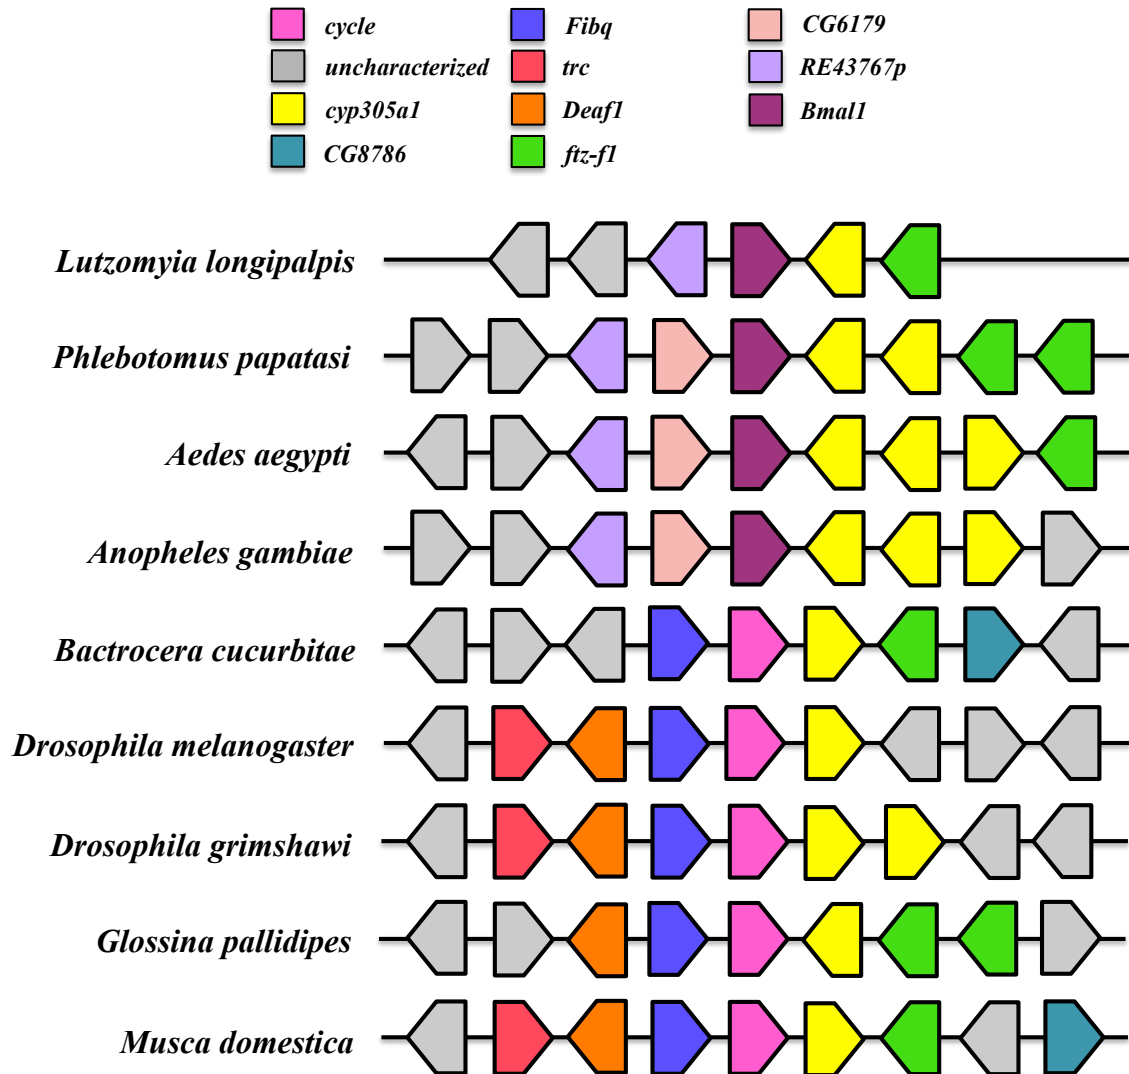 cycle Fibq CG6179
uncharacterized trc RE43767p
cyp305a1 Deaf1 Bmal1
CG8786 ftz-f1
Lutzomyia longipalpis
Phlebotomus papatasi
Aedes aegypti
Anopheles gambiae
Bactrocera cucurbitae
Drosophila melanogaster
Drosophila grimshawi
Glossina pallidipes
Musca domestica